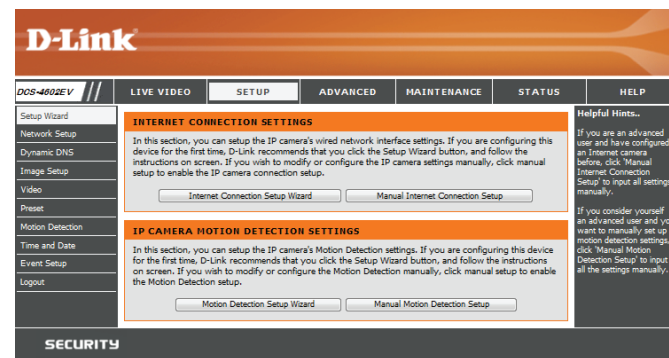 D-Link
DCS-4602EV
LIVE VIDEO
SETUP
ADVANCED
MAINTENANCE
STATUS
HELP
Setup Wizard
Network Setup
Dynamic DNS
Image Setup
Video
Preset
Motion Detection
Time and Date
Event Setup
Logout
INTERNET CONNECTION SETTINGS
In this section, you can setup the IP camera's wired network interface settings. If you are configuring this
device for the first time, D-Link recommends that you click the Setup Wizard button, and follow the
instructions on screen. If you wish to modify or configure the IP camera settings manually, click manual
setup to enable the IP camera connection setup.
Internet Connection Setup Wizard
Manual Internet Connection Setup
IP CAMERA MOTION DETECTION SETTINGS
In this section, you can setup the IP camera's Motion Detection settings. If you are configuring this device
for the first time, D-Link recommends that you click the Setup Wizard button, and follow the instructions
on screen. If you wish to modify or configure the Motion Detection manually, click manual setup to enable
the Motion Detection setup.
Motion Detection Setup Wizard
Manual Motion Detection Setup
Helpful Hints..
If you are an advanced
user and have configured
an Internet camera
before, click 'Manual
Internet Connection
Setup' to input all settings
manually.
If you consider yourself
an advanced user and yo
want to manually set up
motion detection settings,
click 'Manual Motion
Detection Setup' to input
all the settings manually.
SECURITY